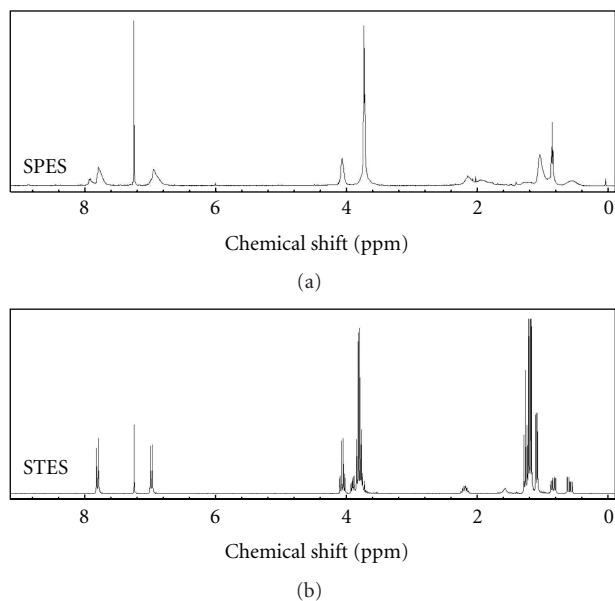 SPES
8 6 4 2 0
Chemical shift (ppm)
(a)
STES
8 6 4 2 0
Chemical shift (ppm)
(b)